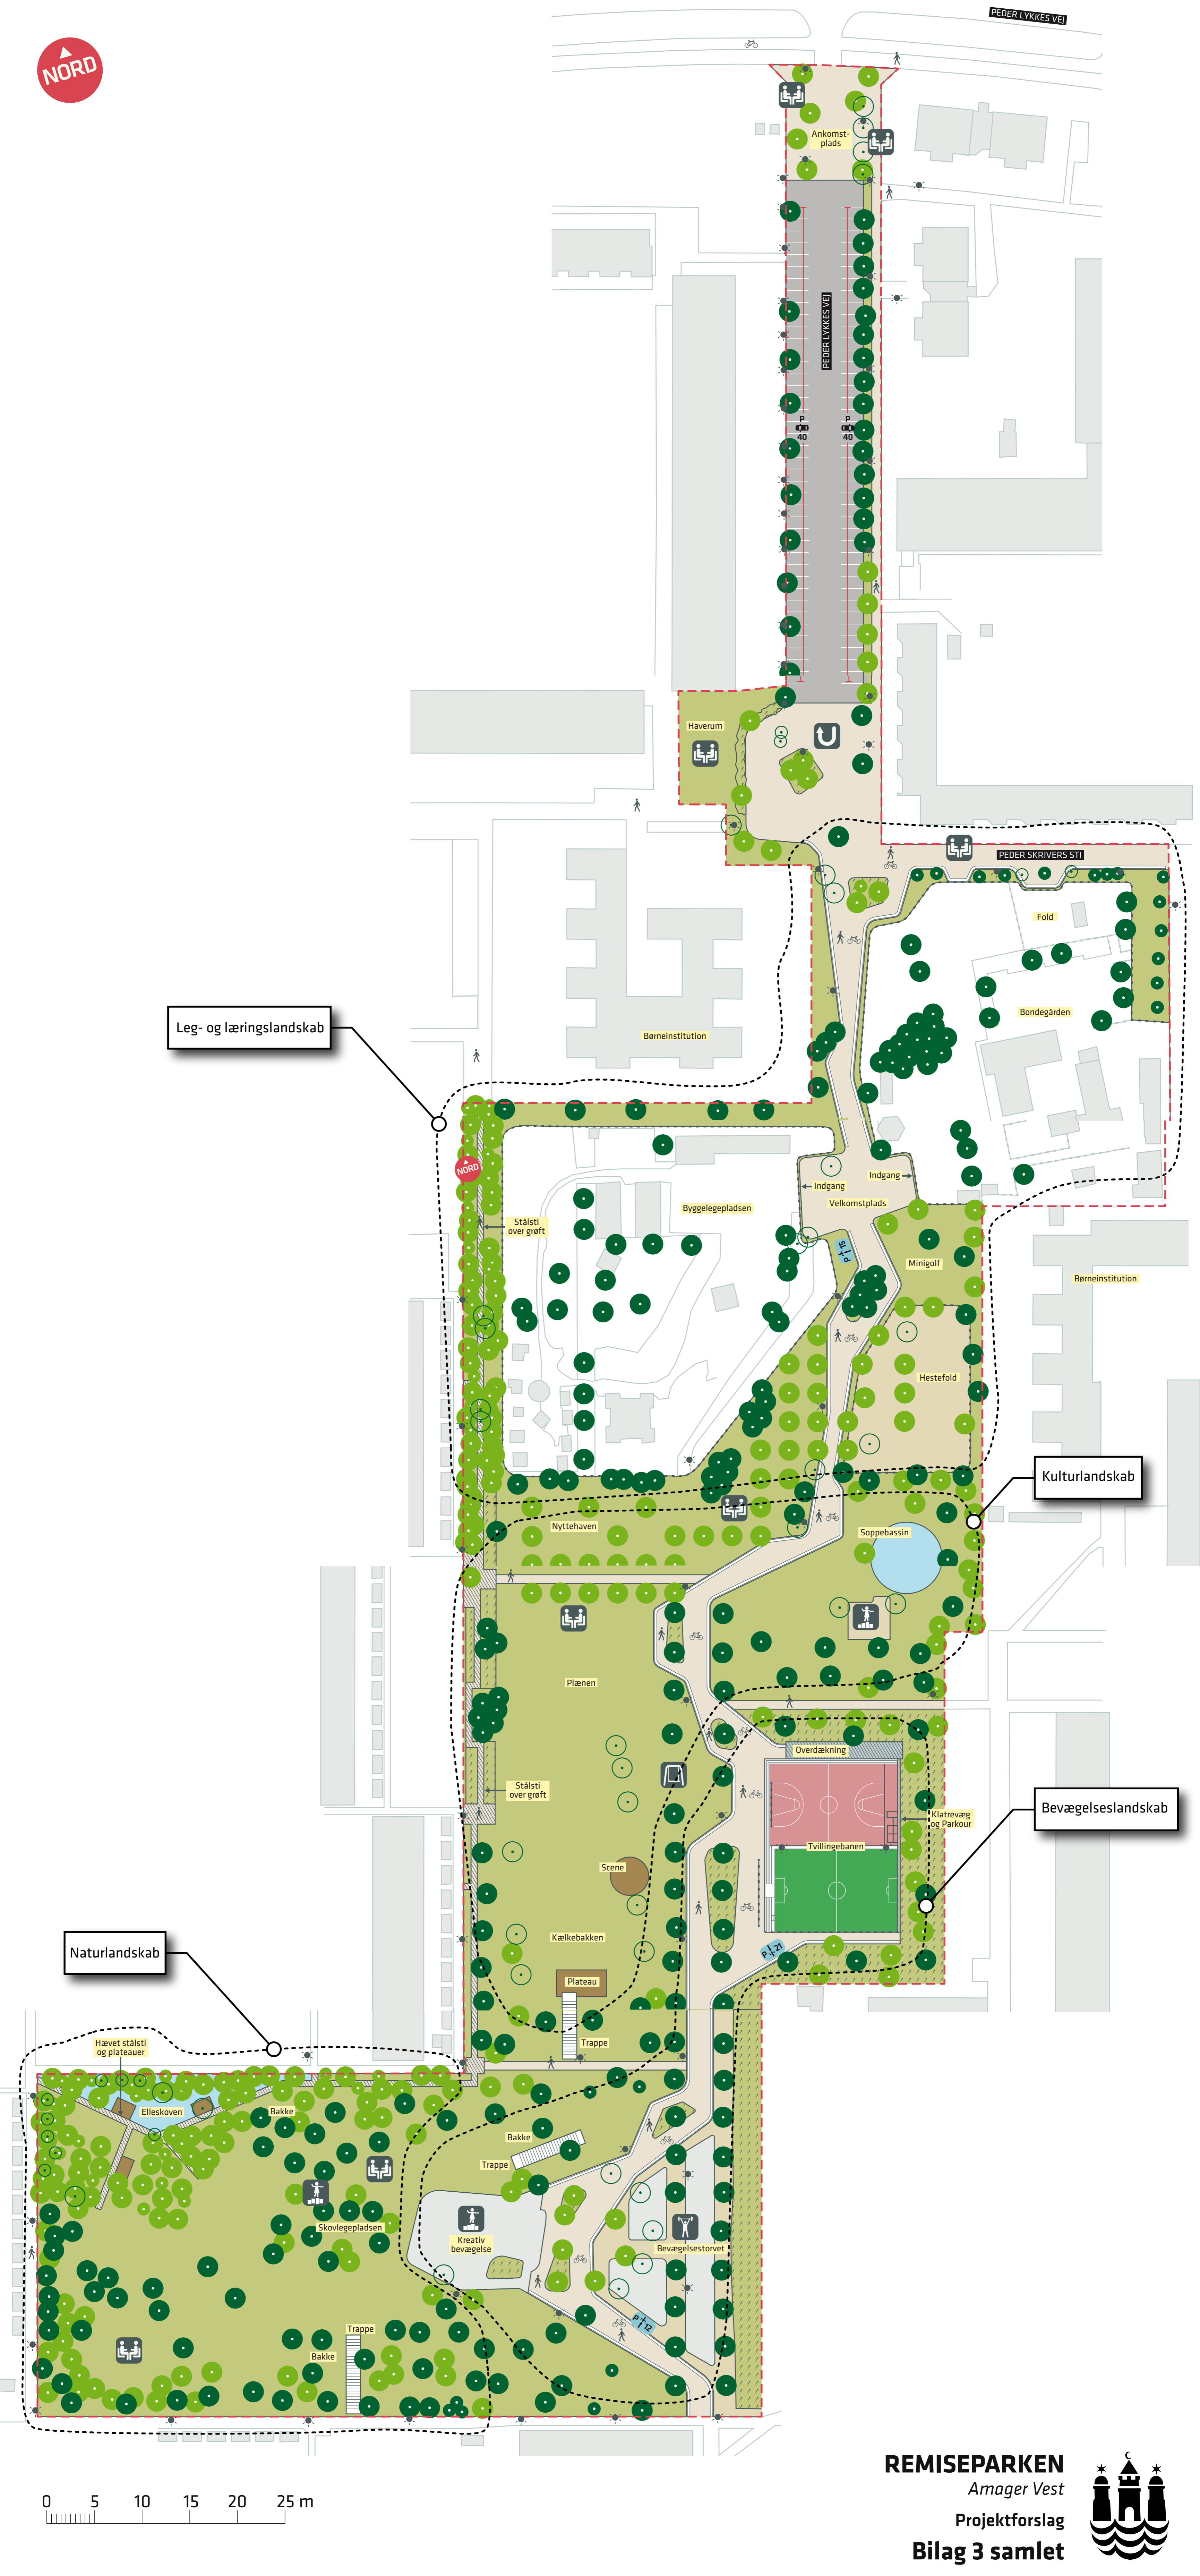 PEDER LYKKES VEJ
NORD
Ankomst-
plads
PEDER LYKKES VEJ
P
40
P
40
Haverum
PEDER SKRIVERS STI
Fold
Leg- og læringslandskab
Børneinstitution
Bondegården
NORD
Indgang
Indgang
Stålsti
over grøft
Byggelegepladsen
Velkomstplads
P 15
Minigolf
Børneinstitution
Hestefold
Kulturlandskab
Nyttehaven
Soppebassin
Plænen
Overdækning
Stålsti
over grøft
Klatrevæg
og Parkour
Bevægelseslandskab
Tvillingebanen
Scene
Naturlandskab
Kælkebakken
P 21
Plateau
Hævet stålsti
og plateauer
Trappe
Elleskoven
Bakke
Bakke
Trappe
Skovlegepladsen
Kreativ
bevægelse
Bevægelsestorvet
P 12
Trappe
Bakke
REMISEPARKEN
Amager Vest
Projektforslag
Bilag 3 samlet
0 5 10 15 20 25 m